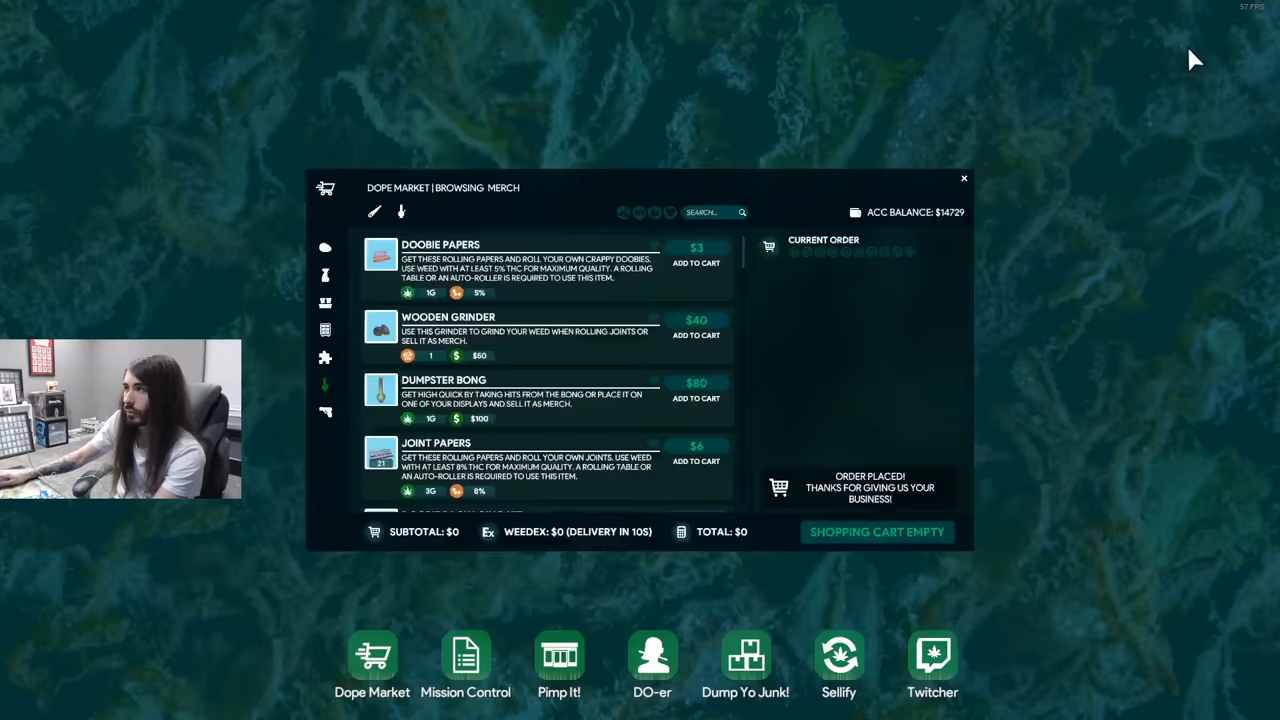 57 FPS
DOPE MARKET | BROWSING MERCH
SEARCH...
ACC BALANCE: $14729
DOOBIE PAPERS
GET THESE ROLLING PAPERS AND ROLL YOUR OWN CRAPPY DOOBIES.
USE WEED WITH AT LEAST 5% THC FOR MAXIMUM QUALITY. A ROLLING
TABLE OR AN AUTO-ROLLER IS REQUIRED TO USE THIS ITEM.
1G 5%
$3
ADD TO CART
WOODEN GRINDER
USE THIS GRINDER TO GRIND YOUR WEED WHEN ROLLING JOINTS OR
SELL IT AS MERCH.
1 $ $50
$40
ADD TO CART
DUMPSTER BONG
GET HIGH QUICK BY TAKING HITS FROM THE BONG OR PLACE IT ON
ONE OF YOUR DISPLAYS AND SELL IT AS MERCH.
1G $ $100
$80
ADD TO CART
JOINT PAPERS
21
GET THESE ROLLING PAPERS AND ROLL YOUR OWN JOINTS. USE WEED
WITH AT LEAST 8% THC FOR MAXIMUM QUALITY. A ROLLING TABLE OR
AN AUTO-ROLLER IS REQUIRED TO USE THIS ITEM.
3G 8%
$6
ADD TO CART
CURRENT ORDER
ORDER PLACED!
THANKS FOR GIVING US YOUR
BUSINESS!
SUBTOTAL: $0
Ex WEEDEX: $0 (DELIVERY IN 10S)
TOTAL: $0
SHOPPING CART EMPTY
Dope Market
Mission Control
Pimp It!
DO-er
Dump Yo Junk!
Sellify
Twitcher